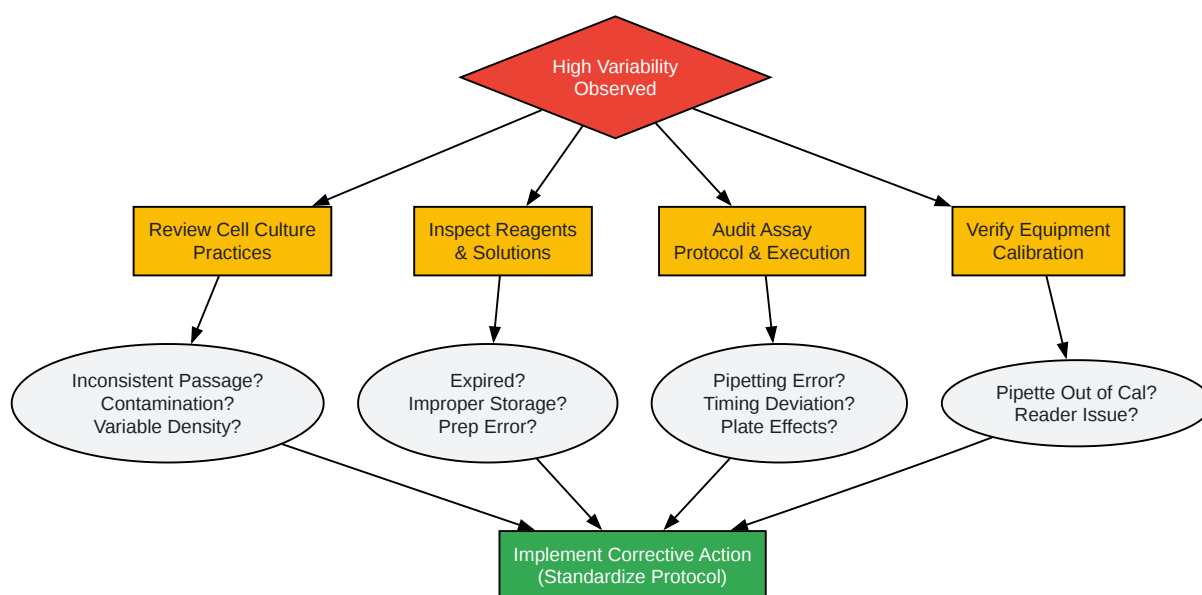 High Variability
Observed
Review Cell Culture
Practices
Inspect Reagents
& Solutions
Audit Assay
Protocol & Execution
Verify Equipment
Calibration
Inconsistent Passage?
Contamination?
Variable Density?
Expired?
Improper Storage?
Prep Error?
Pipetting Error?
Timing Deviation?
Plate Effects?
Pipette Out of Cal?
Reader Issue?
Implement Corrective Action
(Standardize Protocol)